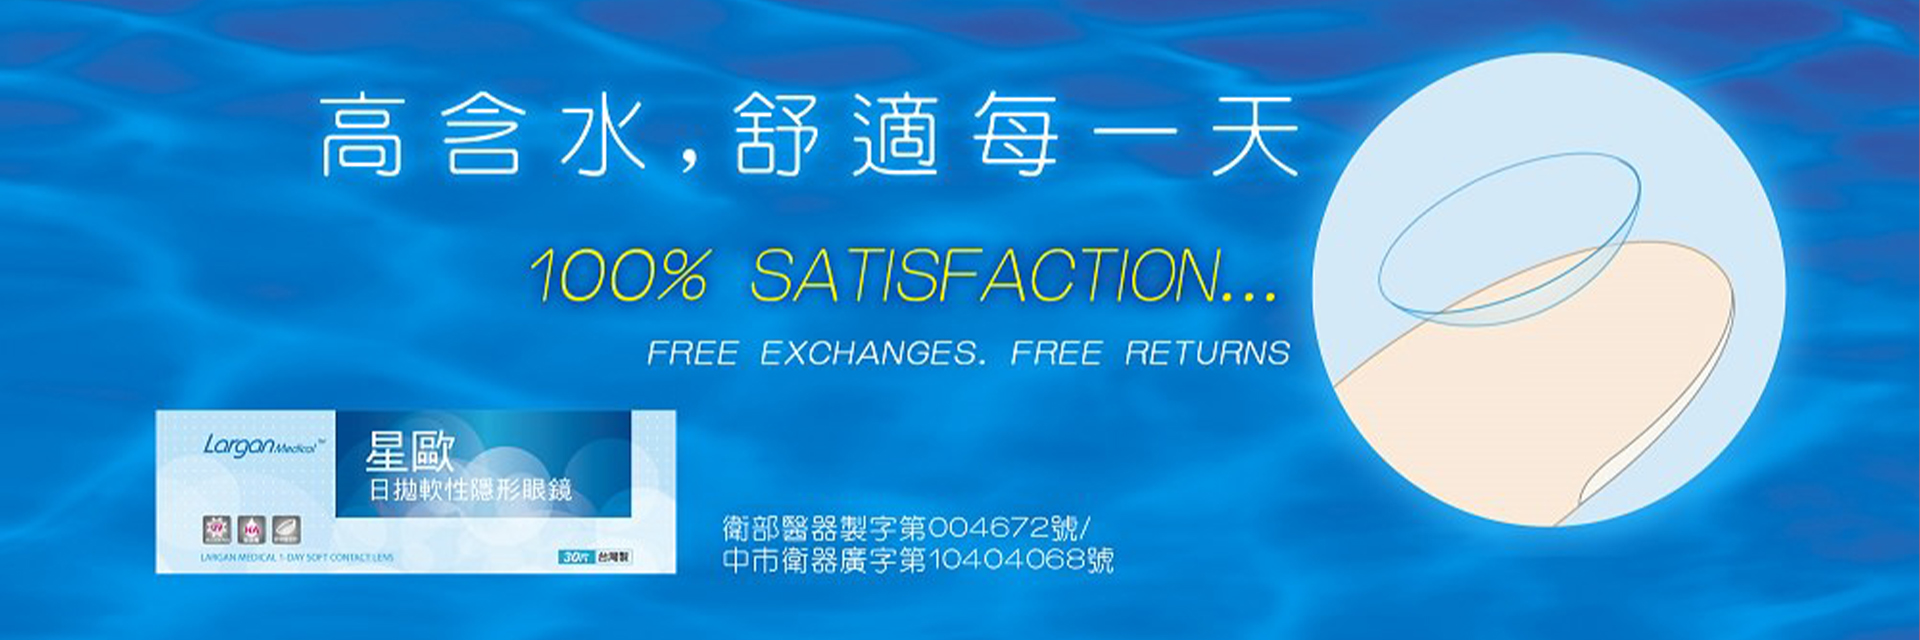 高含水,舒適每一天
100% SATISFACTION...
FREE EXCHANGES. FREE RETURNS
Largan Medical™
星歐
日拋軟性隱形眼鏡
UV
HA
LARGAN MEDICAL 1-DAY SOFT CONTACT LENS
30片 台灣製
衛部醫器製字第004672號/
中市衛器廣字第10404068號